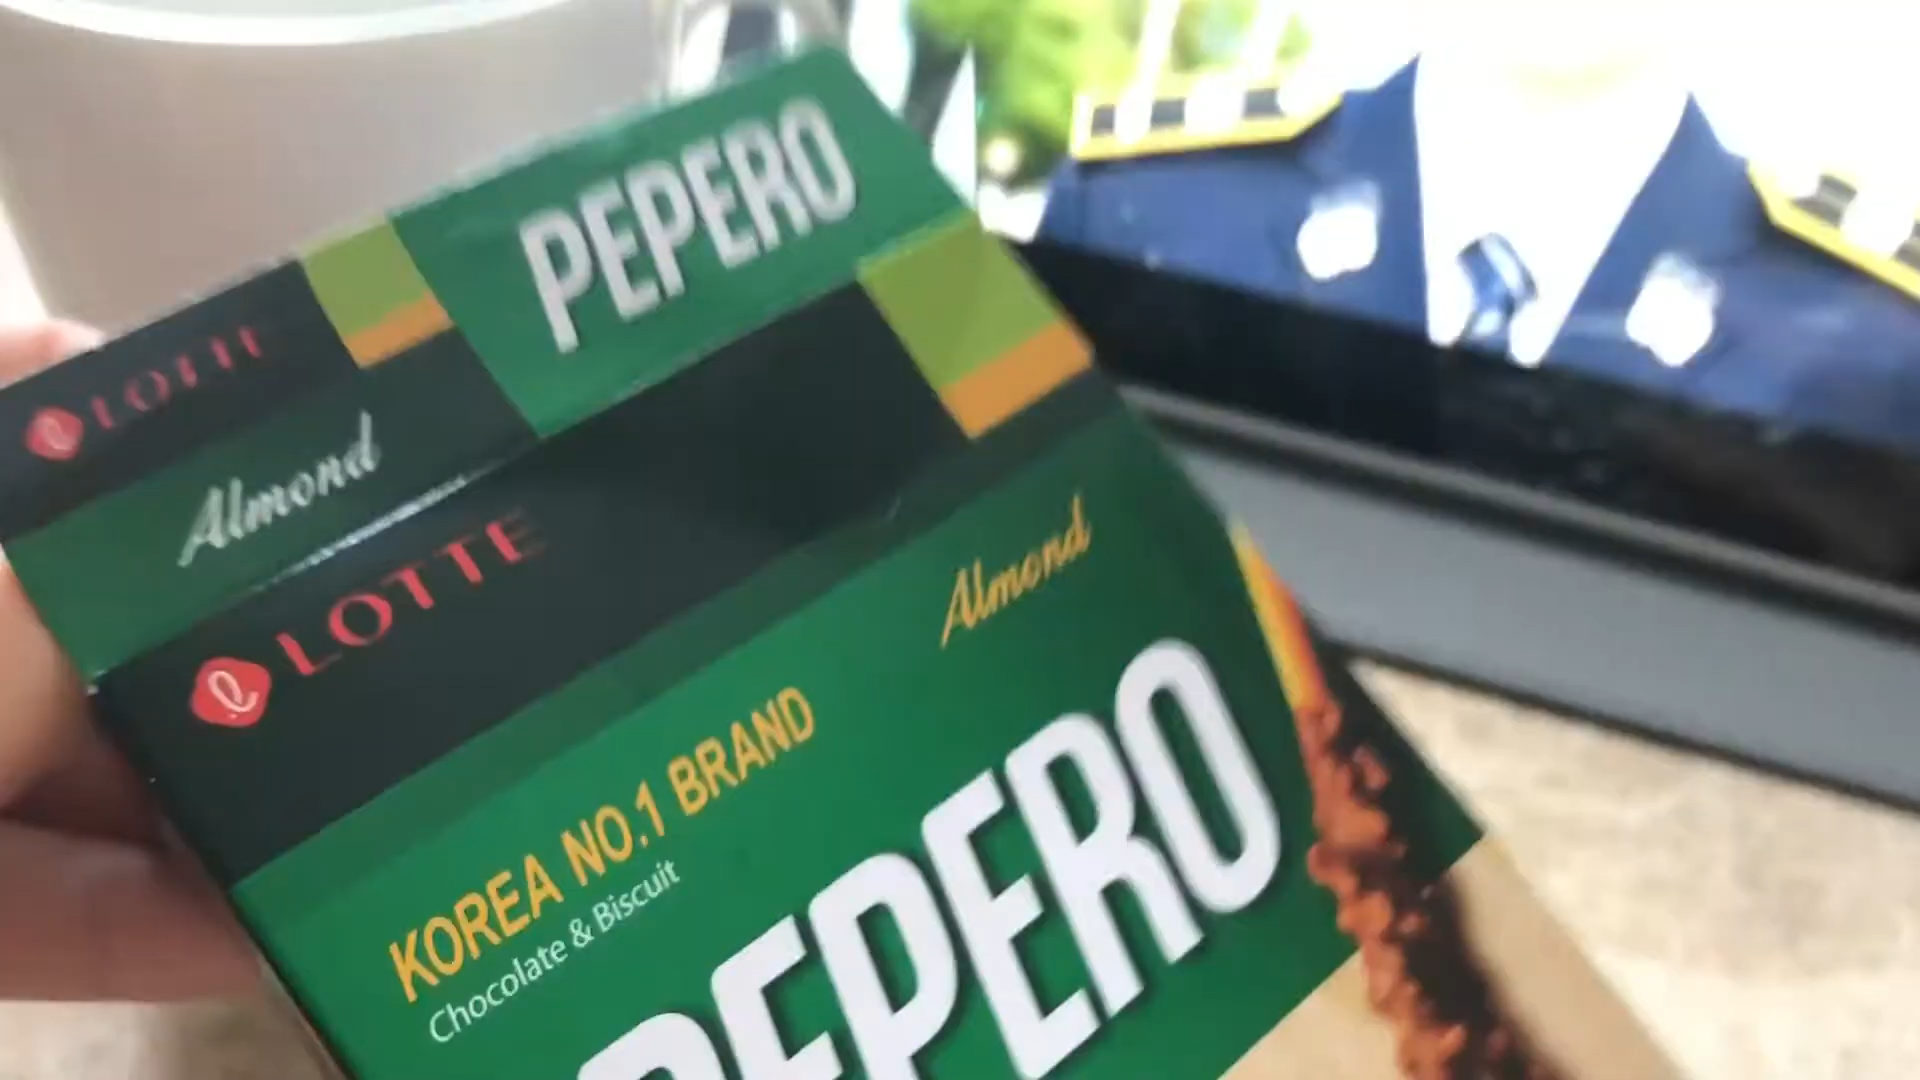 PEPERO
LOTTE
Almond
LOTTE
Almond
KOREA NO.1 BRAND
Chocolate & Biscuit
PEPERO